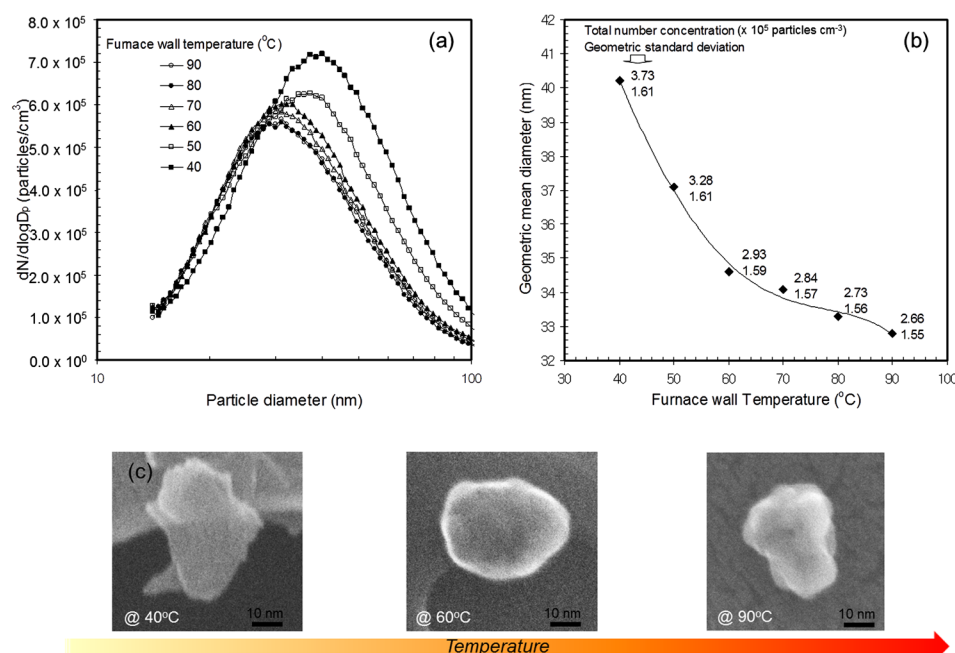 8.0 x 10⁵
7.0 x 10⁵
6.0 x 10⁵
5.0 x 10⁵
4.0 x 10⁵
3.0 x 10⁵
2.0 x 10⁵
1.0 x 10⁵
0.0 x 10⁰
dN/dlogDₚ (particles/cm³)
Furnace wall temperature (°C)
90
80
70
60
50
40
(a)
10
100
Particle diameter (nm)
42
41
40
39
38
37
36
35
34
33
32
Geometric mean diameter (nm)
Total number concentration (x 10⁵ particles cm⁻³)
Geometric standard deviation
(b)
3.73
1.61
3.28
1.61
2.93
1.59
2.84
1.57
2.73
1.56
2.66
1.55
30 40 50 60 70 80 90 100
Furnace wall Temperature (°C)
(c)
@ 40°C
10 nm
@ 60°C
10 nm
@ 90°C
10 nm
Temperature